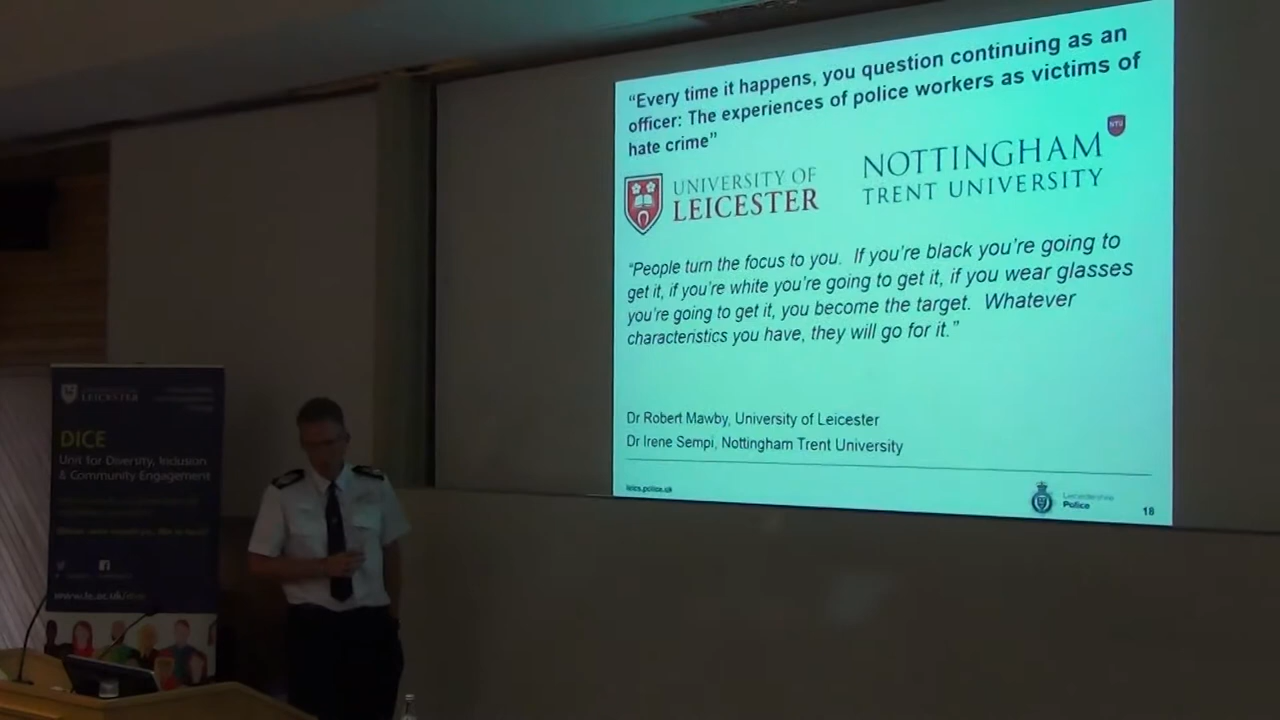 “Every time it happens, you question continuing as an
officer: The experiences of police workers as victims of
hate crime”
UNIVERSITY OF
LEICESTER
NOTTINGHAM
TRENT UNIVERSITY
NTU
“People turn the focus to you. If you’re black you’re going to
get it, if you’re white you’re going to get it, if you wear glasses
you’re going to get it, you become the target. Whatever
characteristics you have, they will go for it.”
Dr Robert Mawby, University of Leicester
Dr Irene Sempi, Nottingham Trent University
leics.police.uk
Leicestershire
Police
18
LEICESTER
DICE
Unit for Diversity, Inclusion
& Community Engagement